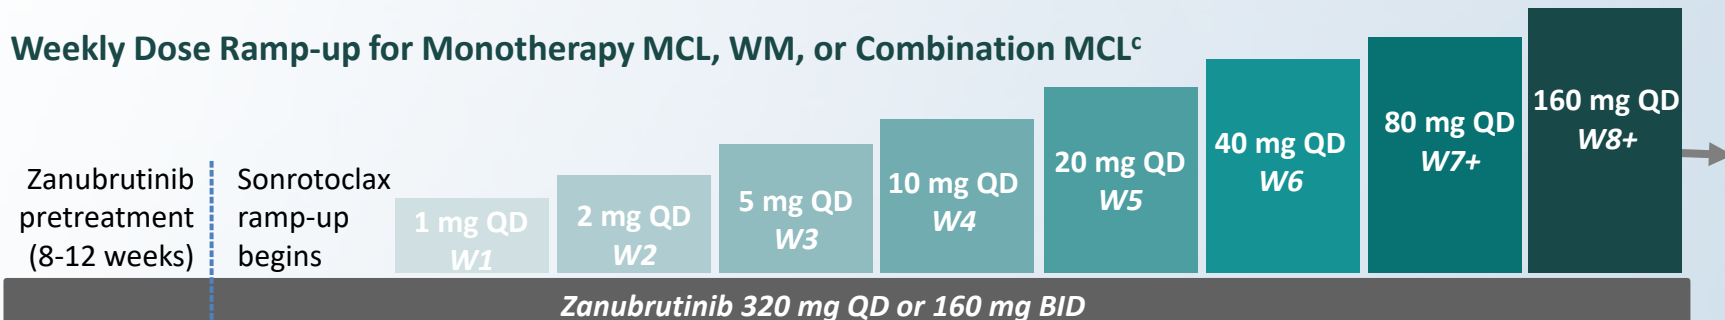 Weekly Dose Ramp-up for Monotherapy MCL, WM, or Combination MCLᶜ
Zanubrutinib
pretreatment
(8-12 weeks)
Sonrotoclax
ramp-up
begins
1 mg QD
W1
2 mg QD
W2
5 mg QD
W3
10 mg QD
W4
20 mg QD
W5
40 mg QD
W6
80 mg QD
W7+
160 mg QD
W8+
Zanubrutinib 320 mg QD or 160 mg BID